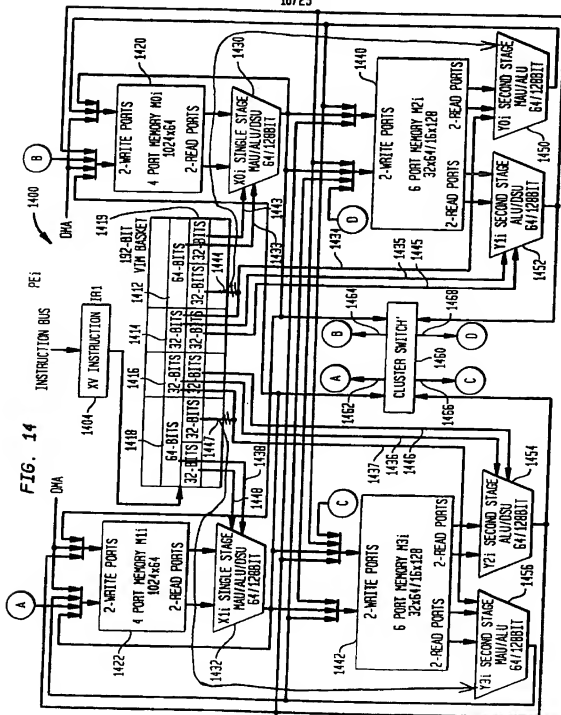 FIG. 14
PEi
1400
INSTRUCTION BUS
1404
XV INSTRUCTION
IR1
A
DMA
B
DMA
1422
2-WRITE PORTS
4 PORT MEMORY M1i
1024x64
2-READ PORTS
1420
2-WRITE PORTS
4 PORT MEMORY M0i
1024x64
2-READ PORTS
192-BIT
VIM BASKET
1418
1416
1414
1412
1419
64-BITS
32-BITS
32-BITS
32-BITS
32-BITS
32-BITS
32-BITS
64-BITS
32-BITS
32-BITS
1432
X1i SINGLE STAGE
MAU/ALU/DSU
64/128BIT
1430
X0i SINGLE STAGE
MAU/ALU/DSU
64/128BIT
1448
1438
1447
1444
1433
1443
1437
1436
1446
1434
1435
1445
1442
2-WRITE PORTS
6 PORT MEMORY M3i
32x64/16x128
2-READ PORTS
2-READ PORTS
C
1440
2-WRITE PORTS
6 PORT MEMORY M2i
32x64/16x128
2-READ PORTS
2-READ PORTS
D
A
B
1462
1464
CLUSTER SWITCH'
1460
1466
1468
C
D
Y3i SECOND STAGE
MAU/ALU
64/128BIT
1456
Y2i SECOND STAGE
ALU/DSU
64/128BIT
1454
Y1i SECOND STAGE
ALU/DSU
64/128BIT
1452
Y0i SECOND STAGE
MAU/ALU
64/128BIT
1450